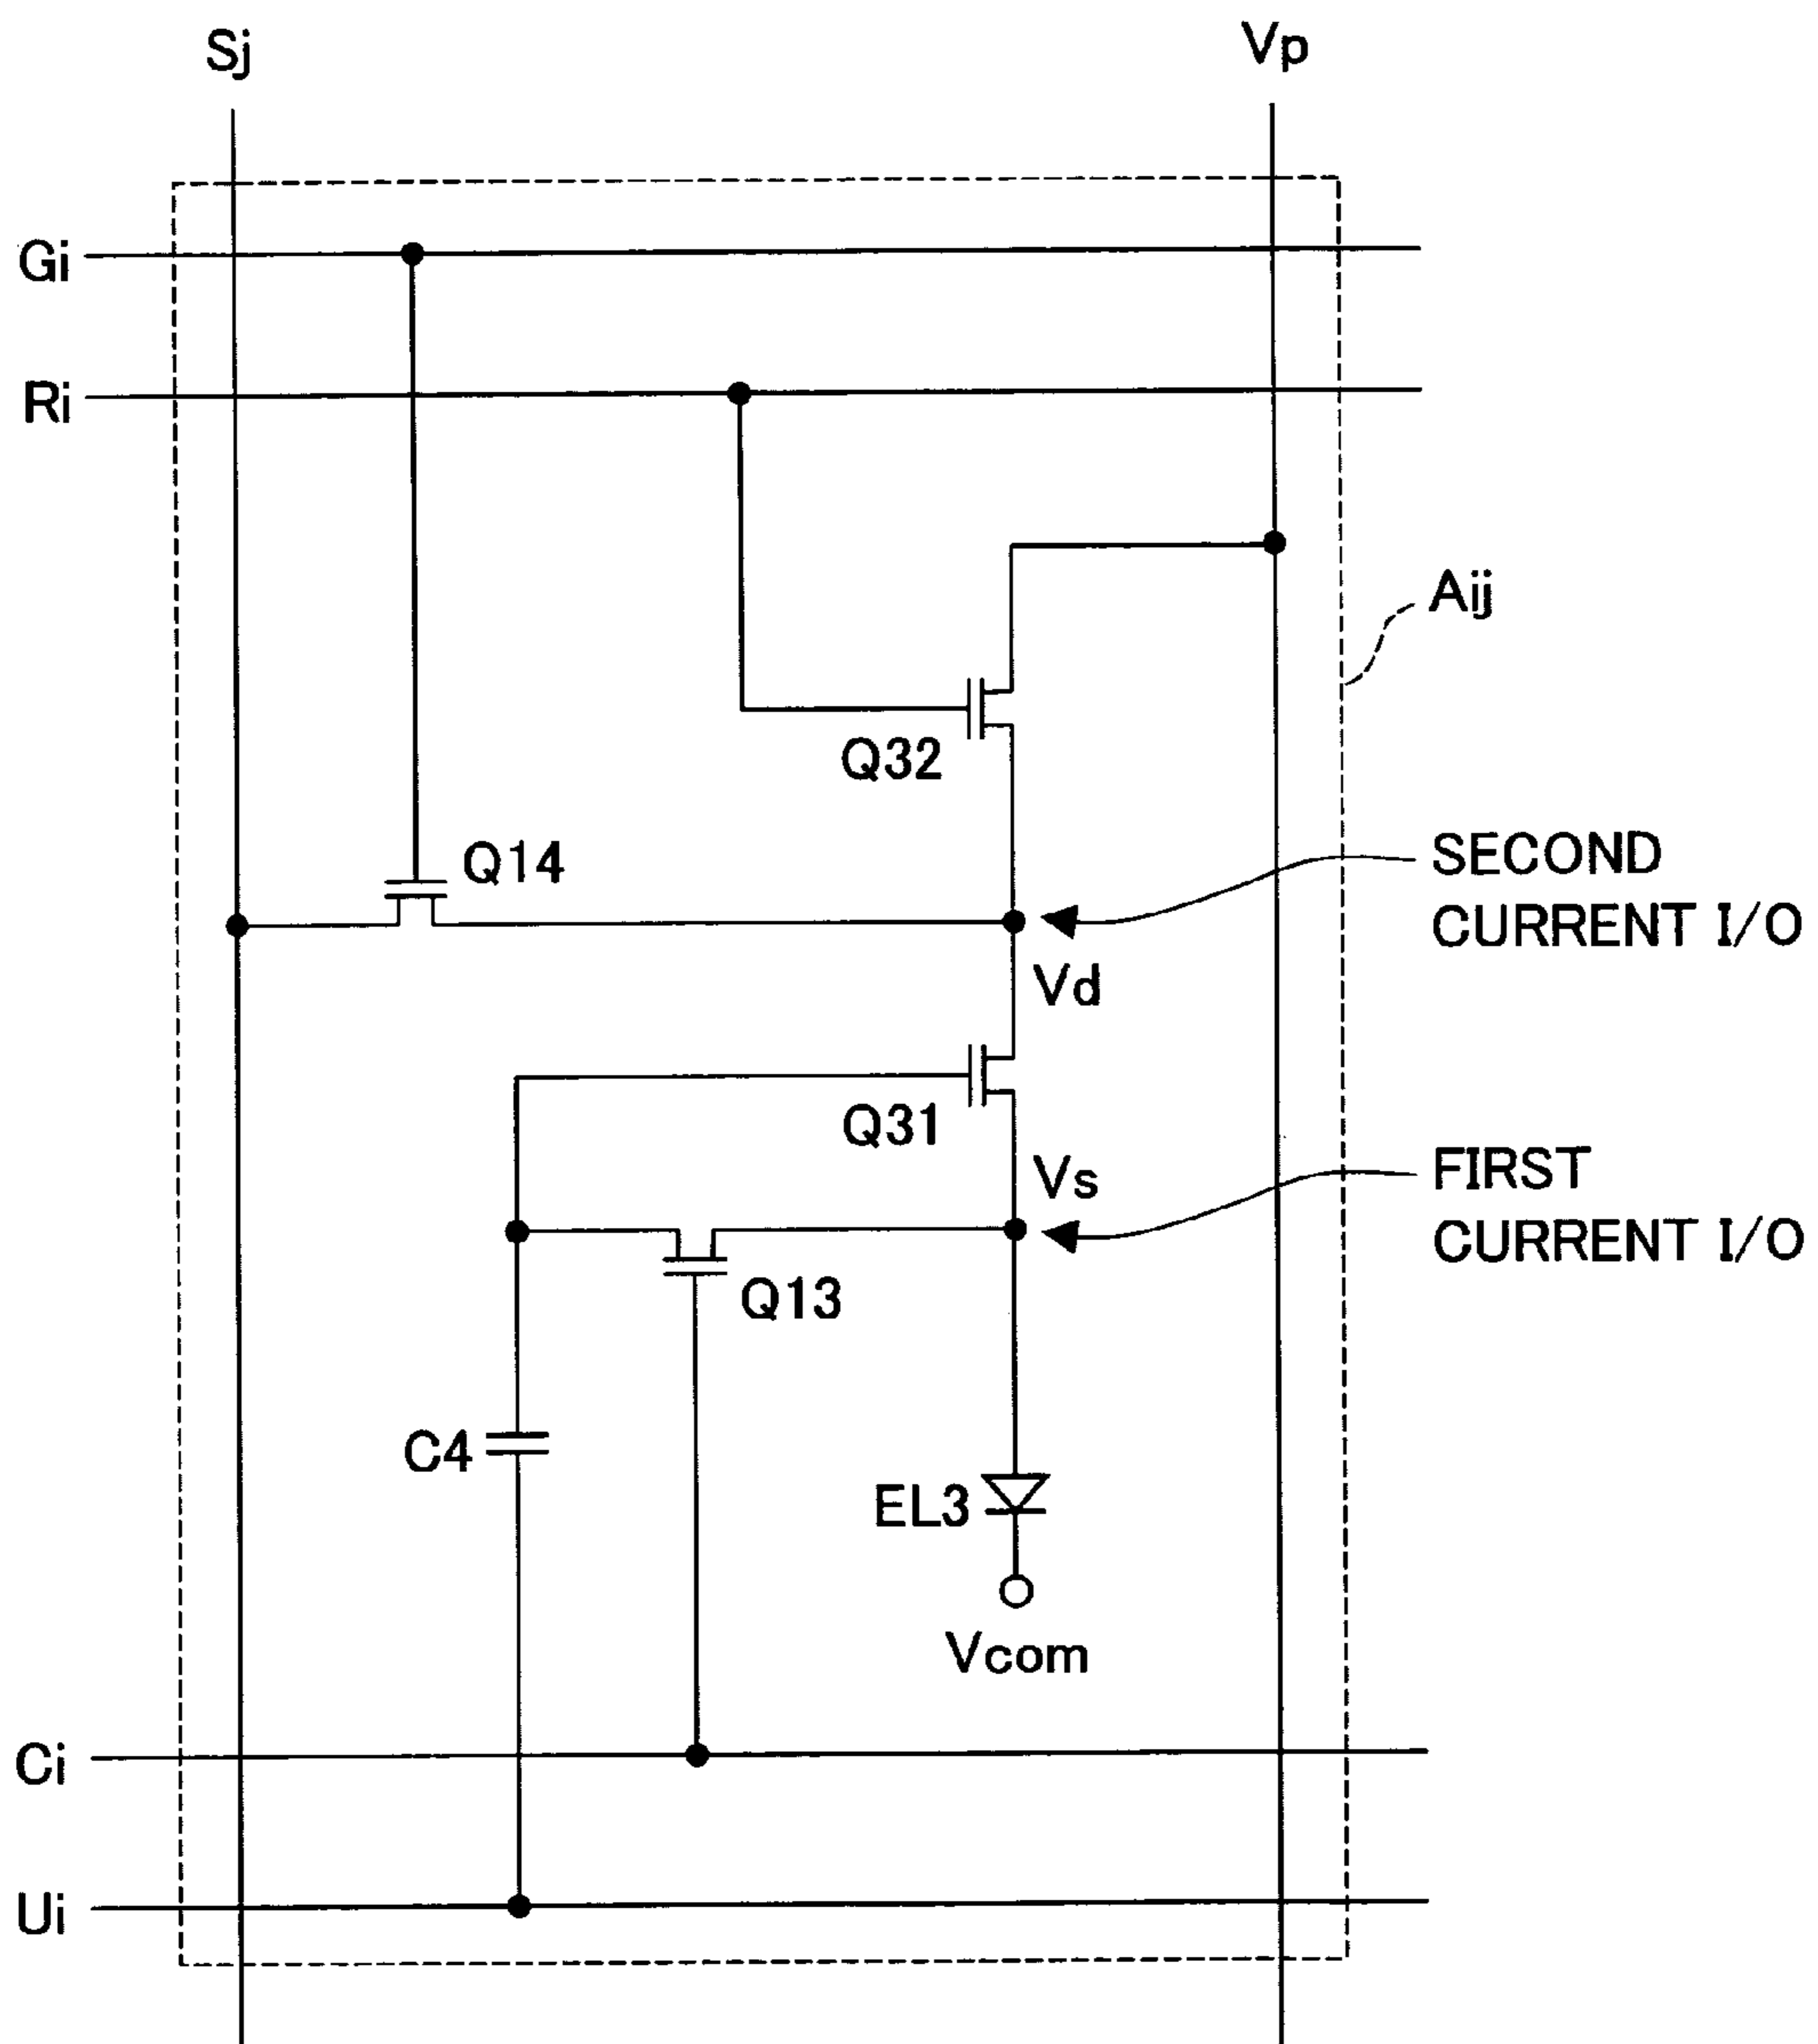 Sj
Vp
Gi
Ri
Aij
Q32
Q14
SECOND
CURRENT I/O
Vd
Q31
Vs
FIRST
CURRENT I/O
Q13
C4
EL3
Vcom
Ci
Ui